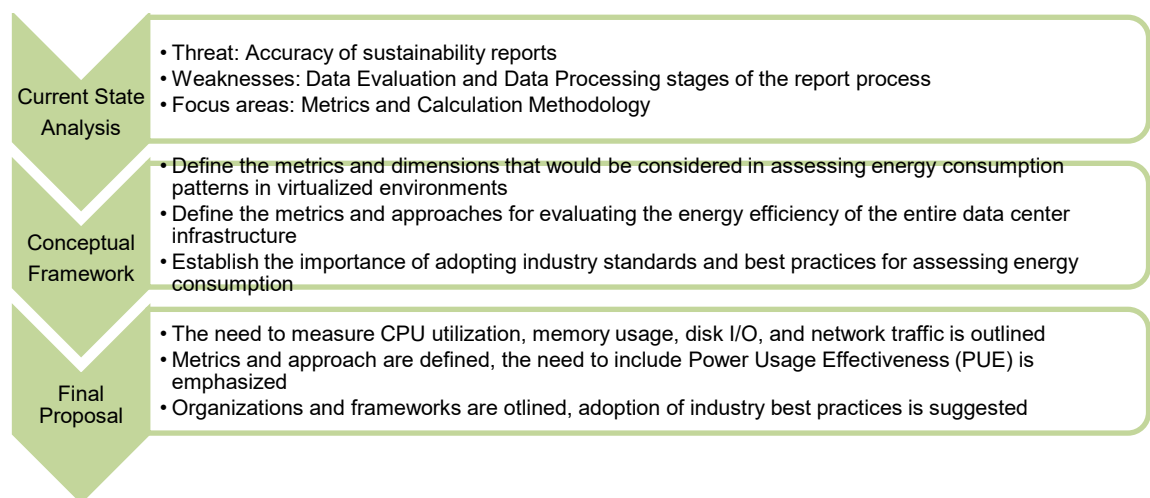 Current State
Analysis
• Threat: Accuracy of sustainability reports
• Weaknesses: Data Evaluation and Data Processing stages of the report process
• Focus areas: Metrics and Calculation Methodology
Conceptual
Framework
• Define the metrics and dimensions that would be considered in assessing energy consumption
patterns in virtualized environments
• Define the metrics and approaches for evaluating the energy efficiency of the entire data center
infrastructure
• Establish the importance of adopting industry standards and best practices for assessing energy
consumption
Final
Proposal
• The need to measure CPU utilization, memory usage, disk I/O, and network traffic is outlined
• Metrics and approach are defined, the need to include Power Usage Effectiveness (PUE) is
emphasized
• Organizations and frameworks are otlined, adoption of industry best practices is suggested